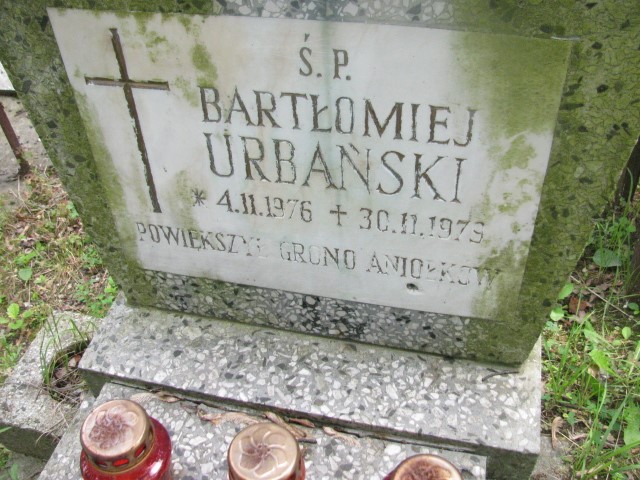 Ś.P.
BARTŁOMIEJ
URBAŃSKI
* 4.11.1976 + 30.11.1979
POWIĘKSZYŁ GRONO ANIOŁKÓW